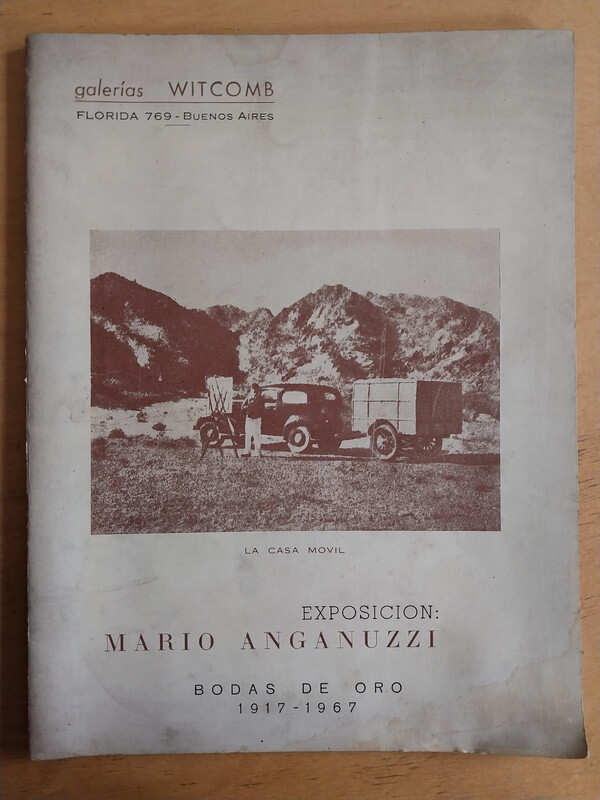 galerías WITCOMB
FLORIDA 769 - BUENOS AIRES
LA CASA MOVIL
EXPOSICION:
MARIO ANGANUZZI
BODAS DE ORO
1917 - 1967